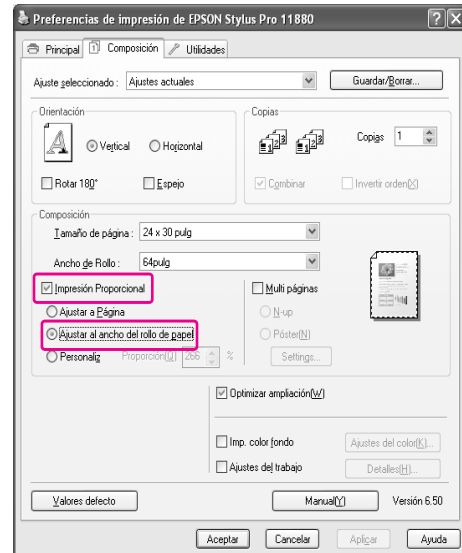 Preferencias de impresión de EPSON Stylus Pro 11880
Principal Composición Utilidades
Ajuste seleccionado : Ajustes actuales Guardar/Borrar...
Orientación
A Vertical Horizontal
Rotar 180° Espejo
Copias
Copias 1
Combinar Invertir orden(X)
Composición
Tamaño de página : 24 x 30 pulg
Ancho de Rollo : 64pulg
Impresión Proporcional
Ajustar a Página
Ajustar al ancho del rollo de papel
Personaliz Proporción(Q) 266 %
Multi páginas
N-up
Póster(N)
Settings...
Optimizar ampliación(W)
Imp. color fondo Ajustes del color(K)...
Ajustes del trabajo Detalles(H)...
Valores defecto Manual(Y) Versión 6.50
Aceptar Cancelar Aplicar Ayuda